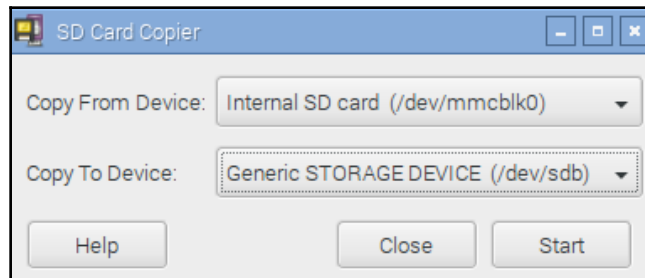 SD Card Copier
Copy From Device: Internal SD card (/dev/mmcblk0)
Copy To Device: Generic STORAGE DEVICE (/dev/sdb)
Help Close Start